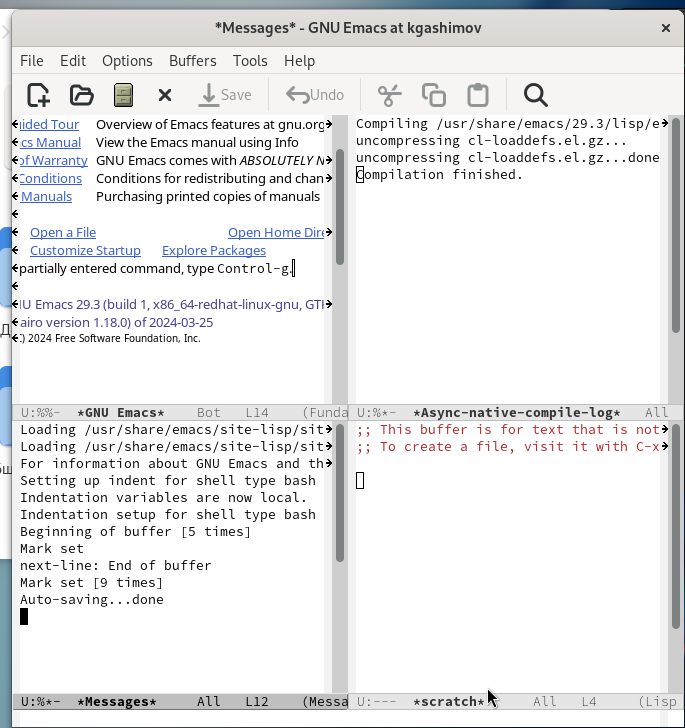 *Messages* - GNU Emacs at kgashimov
File Edit Options Buffers Tools Help
Save Undo
ided Tour Overview of Emacs features at gnu.org
cs Manual View the Emacs manual using Info
of Warranty GNU Emacs comes with ABSOLUTELY N
Conditions Conditions for redistributing and chan
Manuals Purchasing printed copies of manuals
Open a File Open Home Dire
Customize Startup Explore Packages
partially entered command, type Control-g.
IU Emacs 29.3 (build 1, x86_64-redhat-linux-gnu, GTK
airo version 1.18.0) of 2024-03-25
C) 2024 Free Software Foundation, Inc.
U:%%- *GNU Emacs* Bot L14 (Funda
Compiling /usr/share/emacs/29.3/lisp/e
uncompressing cl-loaddefs.el.gz...
uncompressing cl-loaddefs.el.gz...done
Compilation finished.
U:%*- *Async-native-compile-log* All
Loading /usr/share/emacs/site-lisp/sit
Loading /usr/share/emacs/site-lisp/sit
For information about GNU Emacs and th
Setting up indent for shell type bash
Indentation variables are now local.
Indentation setup for shell type bash
Beginning of buffer [5 times]
Mark set
next-line: End of buffer
Mark set [9 times]
Auto-saving...done
U:%*- *Messages* All L12 (Messa
;; This buffer is for text that is not
;; To create a file, visit it with C-x
U:--- *scratch* All L4 (Lisp